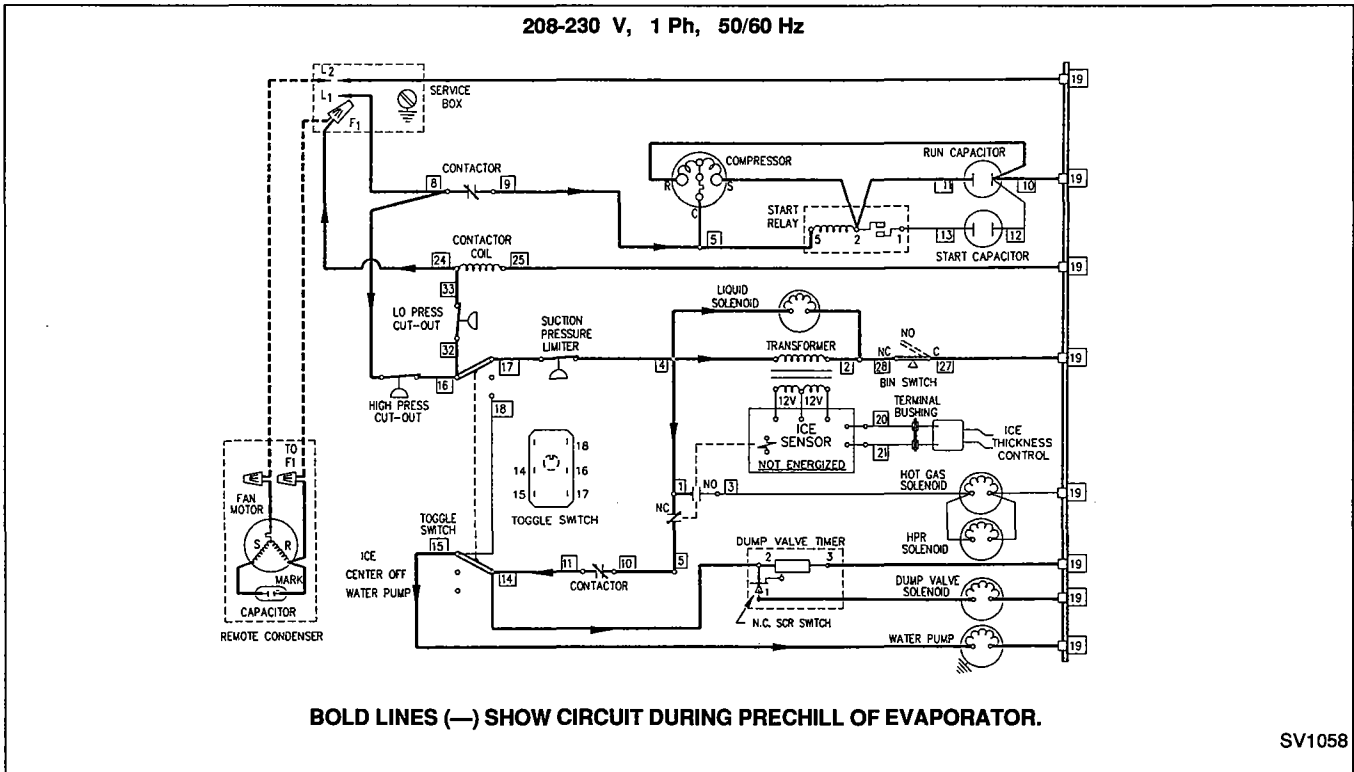 208-230 V, 1 Ph, 50/60 Hz
L2
L1
F1
SERVICE
BOX
19
CONTACTOR
8
9
COMPRESSOR
R
S
C
RUN CAPACITOR
11
10
19
START
RELAY
5
5
2
1
13
12
START CAPACITOR
CONTACTOR
COIL
24
25
19
33
LO PRESS
CUT-OUT
32
SUCTION
PRESSURE
LIMITER
LIQUID
SOLENOID
TRANSFORMER
NO
NC
C
16
17
4
2
28
27
19
BIN SWITCH
HIGH PRESS
CUT-OUT
18
12V
12V
TERMINAL
BUSHING
ICE
SENSOR
NOT ENERGIZED
20
21
ICE
THICKNESS
CONTROL
TO
F1
FAN
MOTOR
S
R
MARK
CAPACITOR
REMOTE CONDENSER
18
14
16
15
17
TOGGLE SWITCH
1
NO
3
NC
HOT GAS
SOLENOID
19
HPR
SOLENOID
TOGGLE
SWITCH
15
ICE
CENTER OFF
WATER PUMP
14
11
10
CONTACTOR
5
DUMP VALVE TIMER
2
3
1
N.C. SCR SWITCH
19
DUMP VALVE
SOLENOID
19
WATER PUMP
19
BOLD LINES (—) SHOW CIRCUIT DURING PRECHILL OF EVAPORATOR.
SV1058